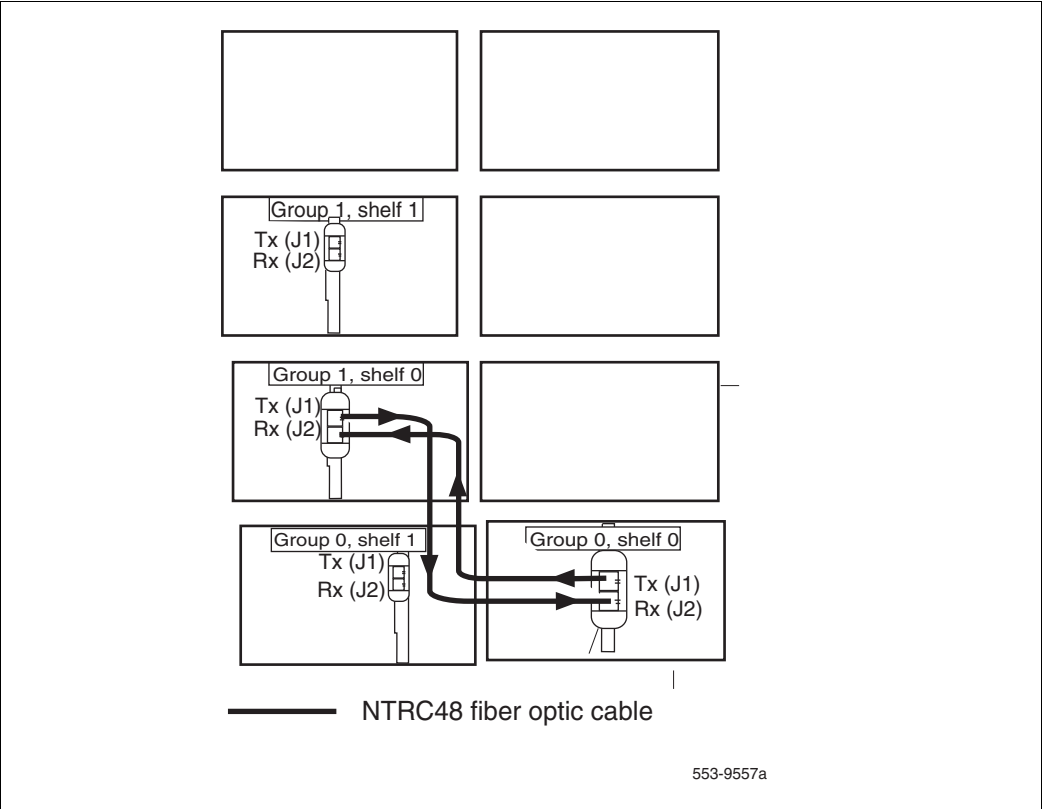 Group 1, shelf 1
Tx (J1)
Rx (J2)
Group 1, shelf 0
Tx (J1)
Rx (J2)
Group 0, shelf 1
Tx (J1)
Rx (J2)
Group 0, shelf 0
Tx (J1)
Rx (J2)
NTRC48 fiber optic cable
553-9557a